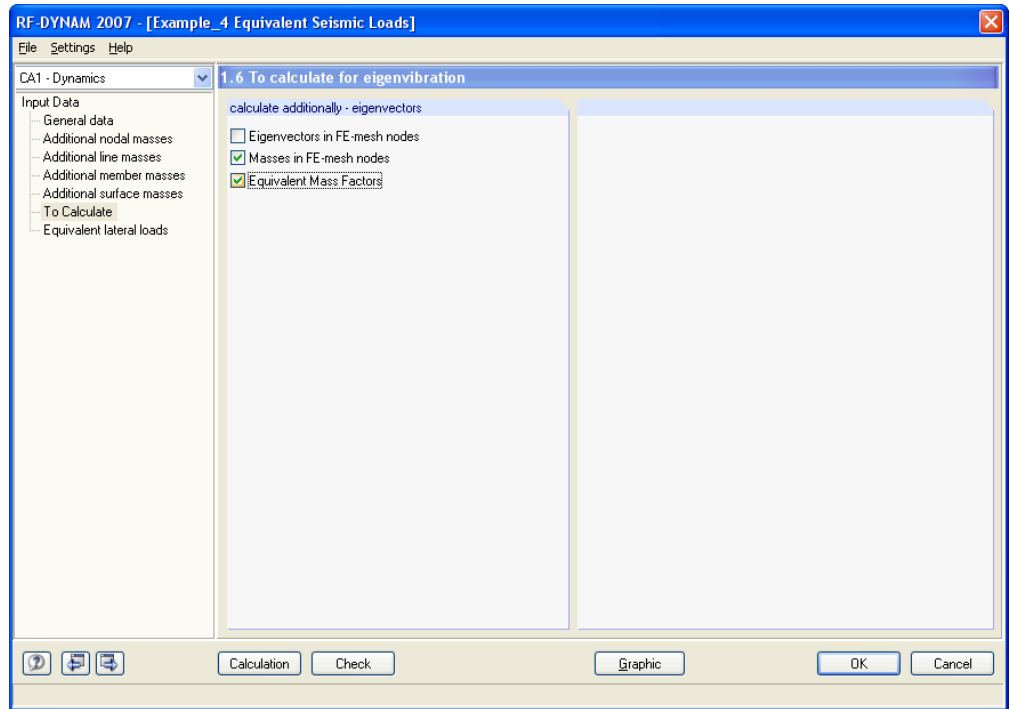 RF-DYNAM 2007 - [Example_4 Equivalent Seismic Loads]
File Settings Help
CA1 - Dynamics
1.6 To calculate for eigenvibration
Input Data
General data
Additional nodal masses
Additional line masses
Additional member masses
Additional surface masses
To Calculate
Equivalent lateral loads
calculate additionally - eigenvectors
Eigenvectors in FE-mesh nodes
Masses in FE-mesh nodes
Equivalent Mass Factors
Calculation Check Graphic OK Cancel